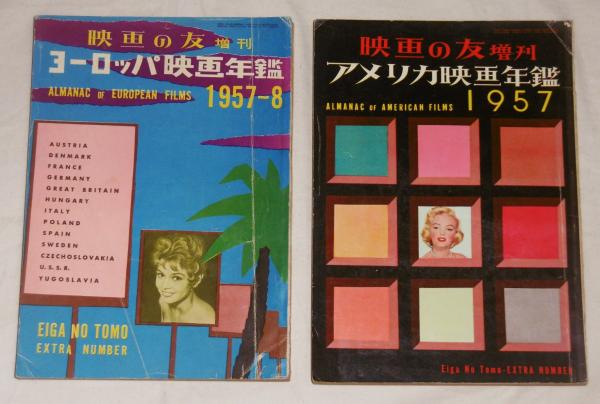 映画の友増刊
ヨーロッパ映画年鑑
ALMANAC OF EUROPEAN FILMS 1957-8
AUSTRIA
DENMARK
FRANCE
GERMANY
GREAT BRITAIN
HUNGARY
ITALY
POLAND
SPAIN
SWEDEN
CZECHOSLOVAKIA
U.S.S.R.
YUGOSLAVIA
EIGA NO TOMO
EXTRA NUMBER
映画の友増刊
アメリカ映画年鑑
ALMANAC OF AMERICAN FILMS 1957
Eiga No Tomo-EXTRA NUMBER